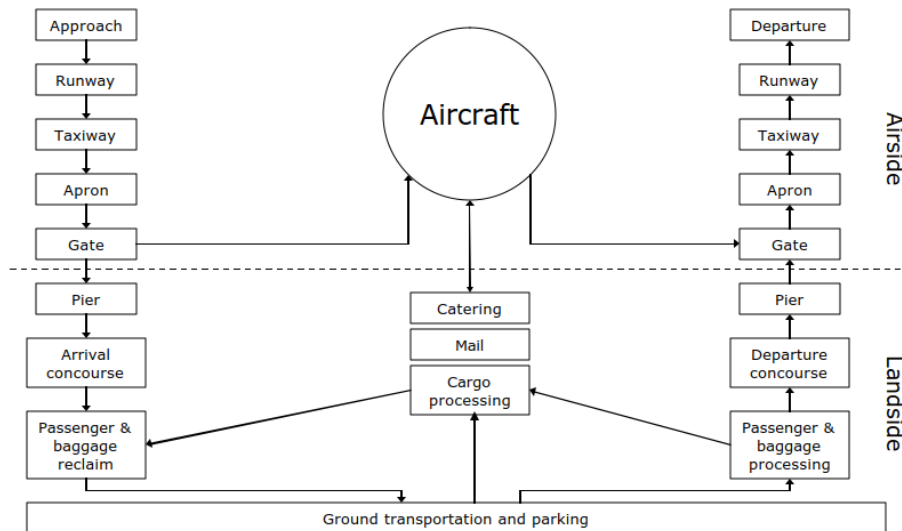 Approach
Runway
Taxiway
Apron
Gate
Pier
Arrival
concourse
Passenger &
baggage
reclaim
Aircraft
Catering
Mail
Cargo
processing
Departure
Runway
Taxiway
Apron
Gate
Pier
Departure
concourse
Passenger &
baggage
processing
Airside
Landside
Ground transportation and parking